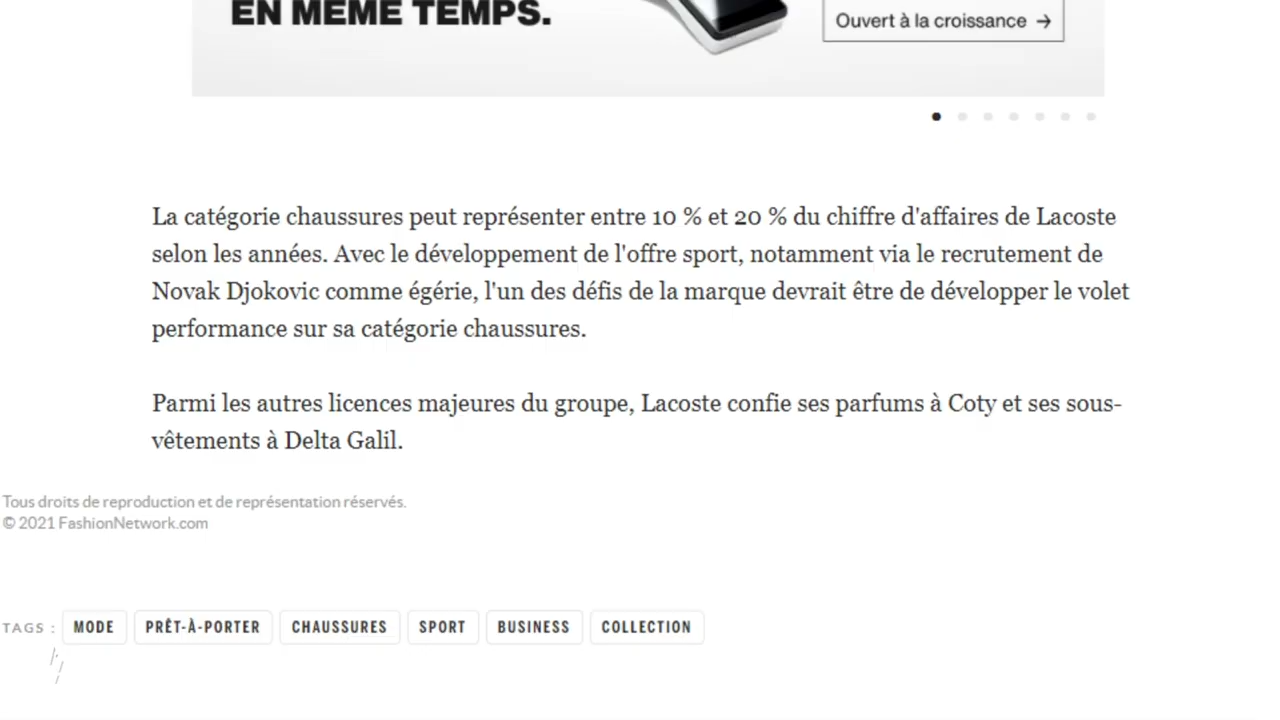 EN MÊME TEMPS.
Ouvert à la croissance →
La catégorie chaussures peut représenter entre 10 % et 20 % du chiffre d'affaires de Lacoste
selon les années. Avec le développement de l'offre sport, notamment via le recrutement de
Novak Djokovic comme égérie, l'un des défis de la marque devrait être de développer le volet
performance sur sa catégorie chaussures.
Parmi les autres licences majeures du groupe, Lacoste confie ses parfums à Coty et ses sous-
vêtements à Delta Galil.
Tous droits de reproduction et de représentation réservés.
© 2021 FashionNetwork.com
TAGS : MODE PRÊT-À-PORTER CHAUSSURES SPORT BUSINESS COLLECTION